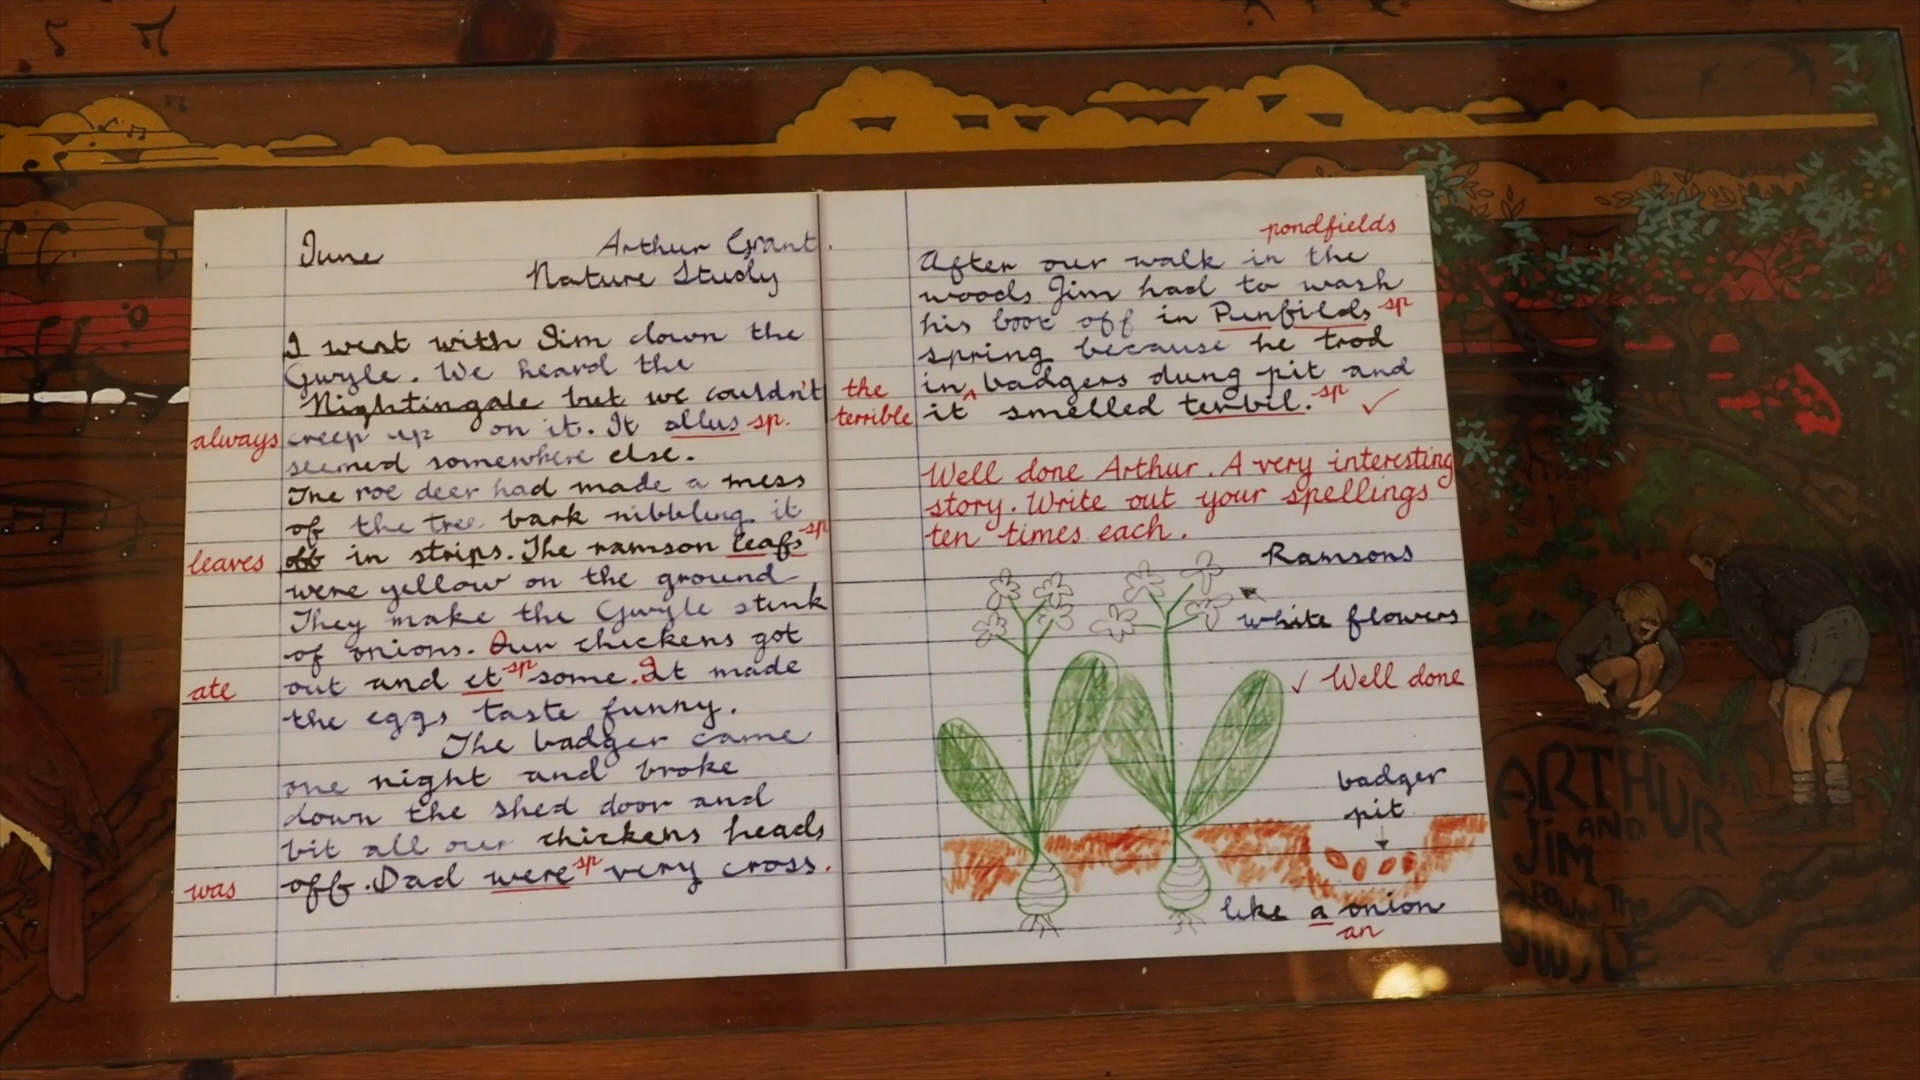 June Arthur Grant.
Nature Study
I went with Jim down the
Gwyle. We heard the
Nightingale but we couldn't
always creep up on it. It allus sp.
seemed somewhere else.
The roe deer had made a mess
of the tree bark nibbling it
leaves off in strips. The ramson leafs sp
were yellow on the ground
They make the Gwyle stink
of onions. Our chickens got
ate out and et sp some. It made
the eggs taste funny.
The badger came
one night and broke
down the shed door and
bit all our chickens heads
was off. Dad were sp very cross.
pondfields
After our walk in the
woods Jim had to wash
his boot off in Punfilds sp
spring because he trod
the in ^ badgers dung pit and
terrible it smelled terbil. sp ✓
Well done Arthur. A very interesting
story. Write out your spellings
ten times each.
Ramsons
white flowers
✓ Well done
badger
pit
like a onion
an
ARTHUR
AND
JIM
DOWN THE
GWYLE